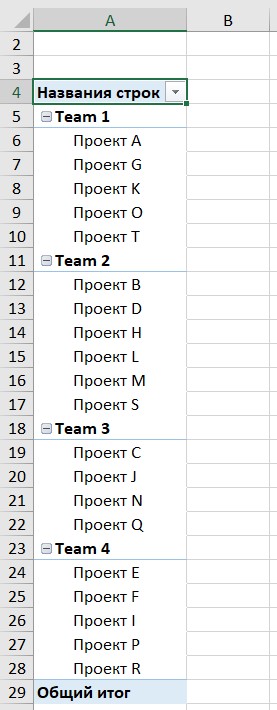 A B
2
3
4 Названия строк
5 Team 1
6 Проект A
7 Проект G
8 Проект K
9 Проект O
10 Проект T
11 Team 2
12 Проект B
13 Проект D
14 Проект H
15 Проект L
16 Проект M
17 Проект S
18 Team 3
19 Проект C
20 Проект J
21 Проект N
22 Проект Q
23 Team 4
24 Проект E
25 Проект F
26 Проект I
27 Проект P
28 Проект R
29 Общий итог